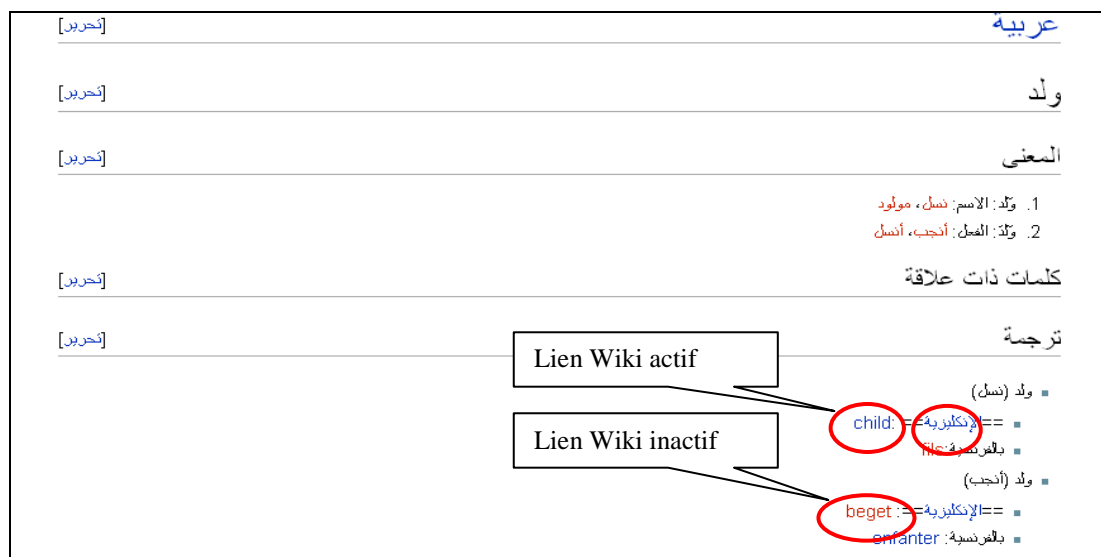 عربية [تحرير]
ولد [تحرير]
المعنى [تحرير]
1. ولَد: الاسم: نسل، مولود
2. ولَدَ: الفعل: أنجب، أنسل
كلمات ذات علاقة [تحرير]
ترجمة [تحرير]
Lien Wiki actif
ولد (نسل)
==الإنكليزية==: child
Lien Wiki inactif
بالفرنسية: fils
ولد (أنجب)
==الإنكليزية==: beget
بالفرنسية: enfanter